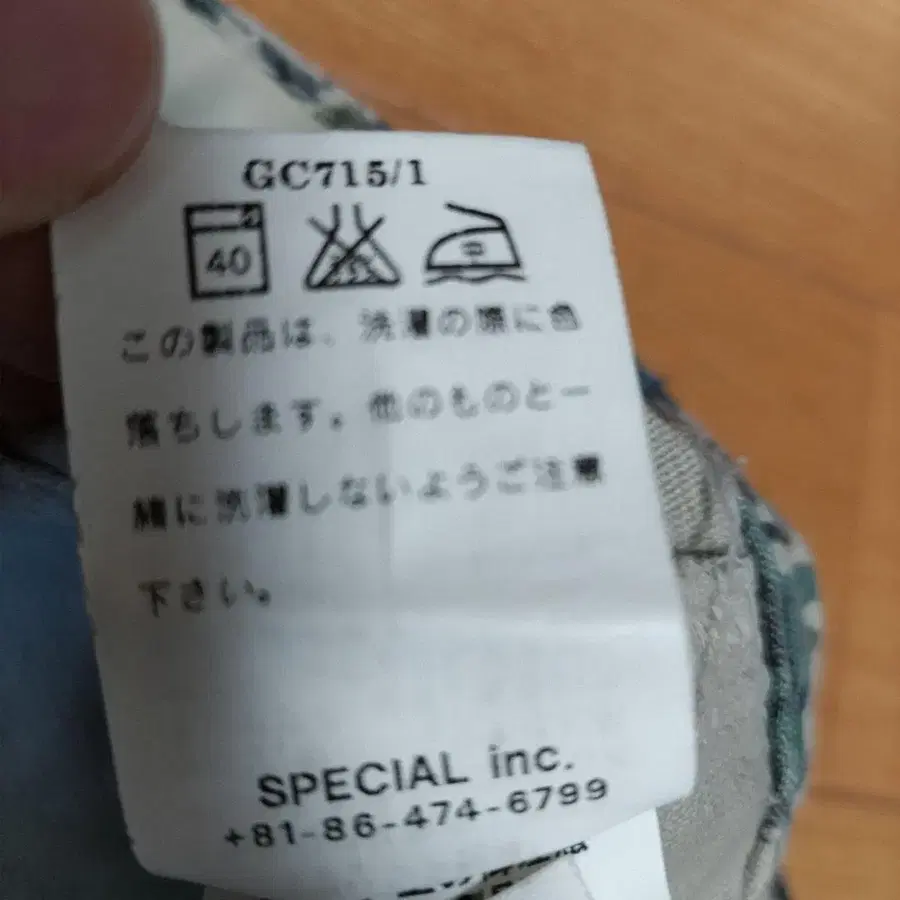 GC715/1
40
この製品は、洗濯の際に色
落ちします。他のものと一
緒に洗濯しないようご注意
下さい。
SPECIAL inc.
+81-86-474-6799